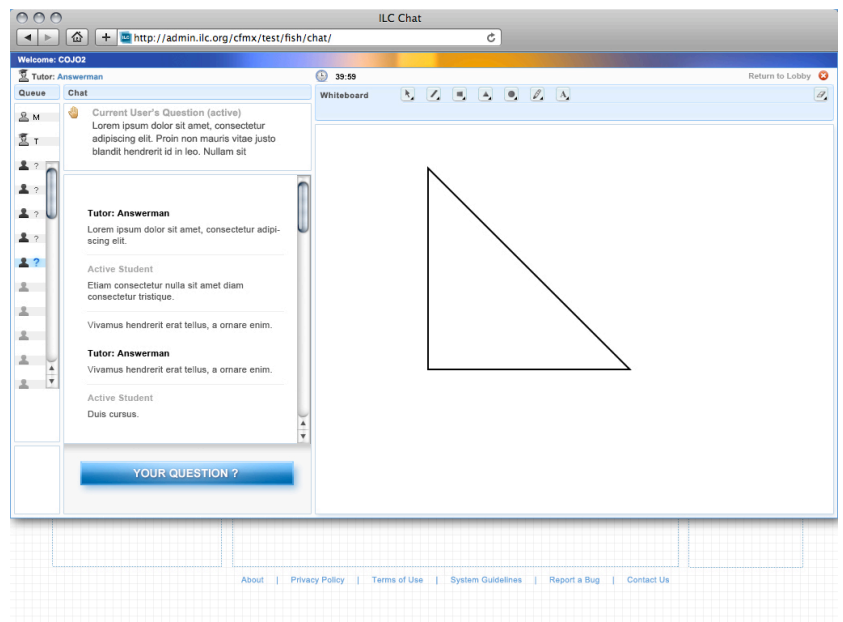 ILC Chat
http://admin.ilc.org/cfmx/test/fish/chat/
Welcome: COJO2
Tutor: Answerman
39:59
Return to Lobby
Queue
Chat
Whiteboard
A
M
T
?
?
?
?
?
Current User's Question (active)
Lorem ipsum dolor sit amet, consectetur
adipiscing elit. Proin non mauris vitae justo
blandit hendrerit id in leo. Nullam sit
Tutor: Answerman
Lorem ipsum dolor sit amet, consectetur adipi-
scing elit.
Active Student
Etiam consectetur nulla sit amet diam
consectetur tristique.
Vivamus hendrerit erat tellus, a ornare enim.
Tutor: Answerman
Vivamus hendrerit erat tellus, a ornare enim.
Active Student
Duis cursus.
YOUR QUESTION ?
About | Privacy Policy | Terms of Use | System Guidelines | Report a Bug | Contact Us